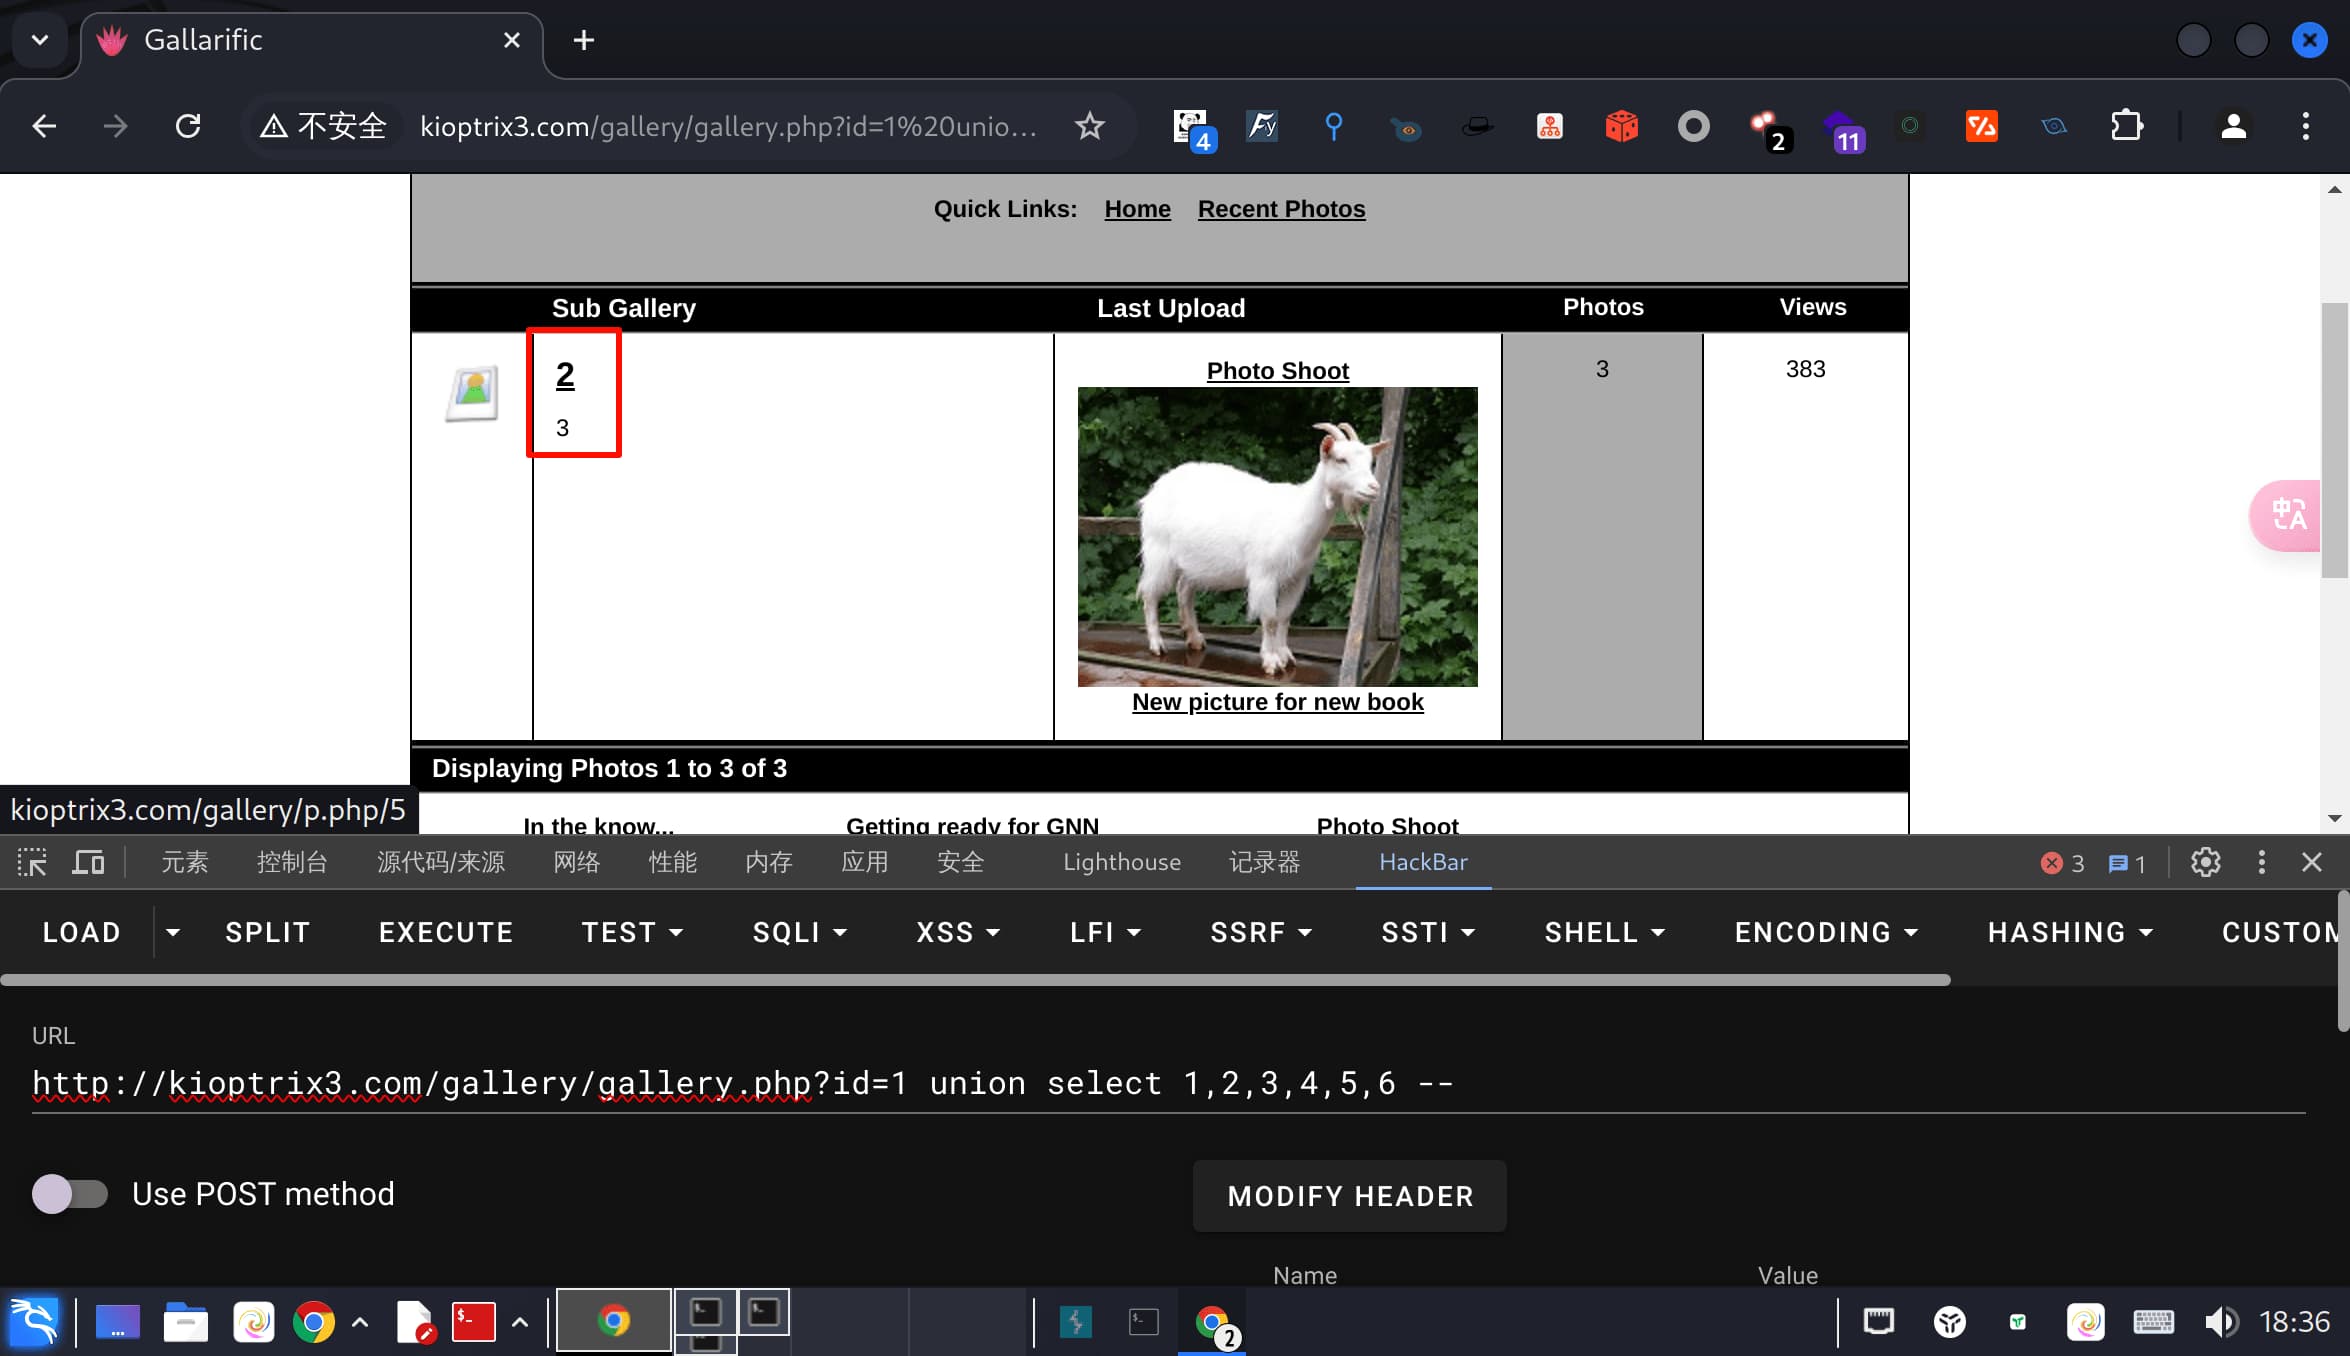 Gallarific
不安全 kioptrix3.com/gallery/gallery.php?id=1%20unio...
4 2 11
Quick Links: Home Recent Photos
Sub Gallery Last Upload Photos Views
2 Photo Shoot 3 383
3
New picture for new book
Displaying Photos 1 to 3 of 3
kioptrix3.com/gallery/p.php/5
In the know... Getting ready for GNN Photo Shoot
元素 控制台 源代码/来源 网络 性能 内存 应用 安全 Lighthouse 记录器 HackBar 3 1
LOAD SPLIT EXECUTE TEST SQLI XSS LFI SSRF SSTI SHELL ENCODING HASHING CUSTOM
URL
http://kioptrix3.com/gallery/gallery.php?id=1 union select 1,2,3,4,5,6 --
Use POST method MODIFY HEADER
Name Value
2 18:36